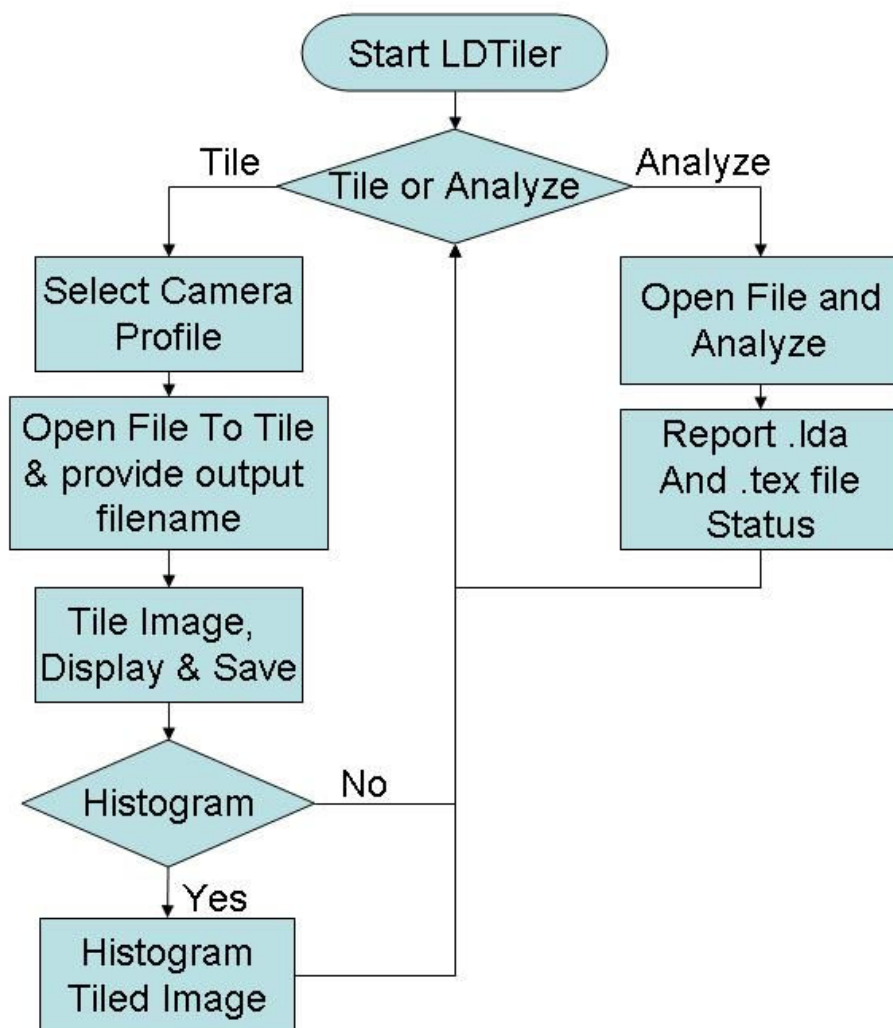 Start LDTiler
Tile
Analyze
Tile or Analyze
Select Camera
Profile
Open File and
Analyze
Open File To Tile
& provide output
filename
Report .lda
And .tex file
Status
Tile Image,
Display & Save
Histogram
No
Yes
Histogram
Tiled Image